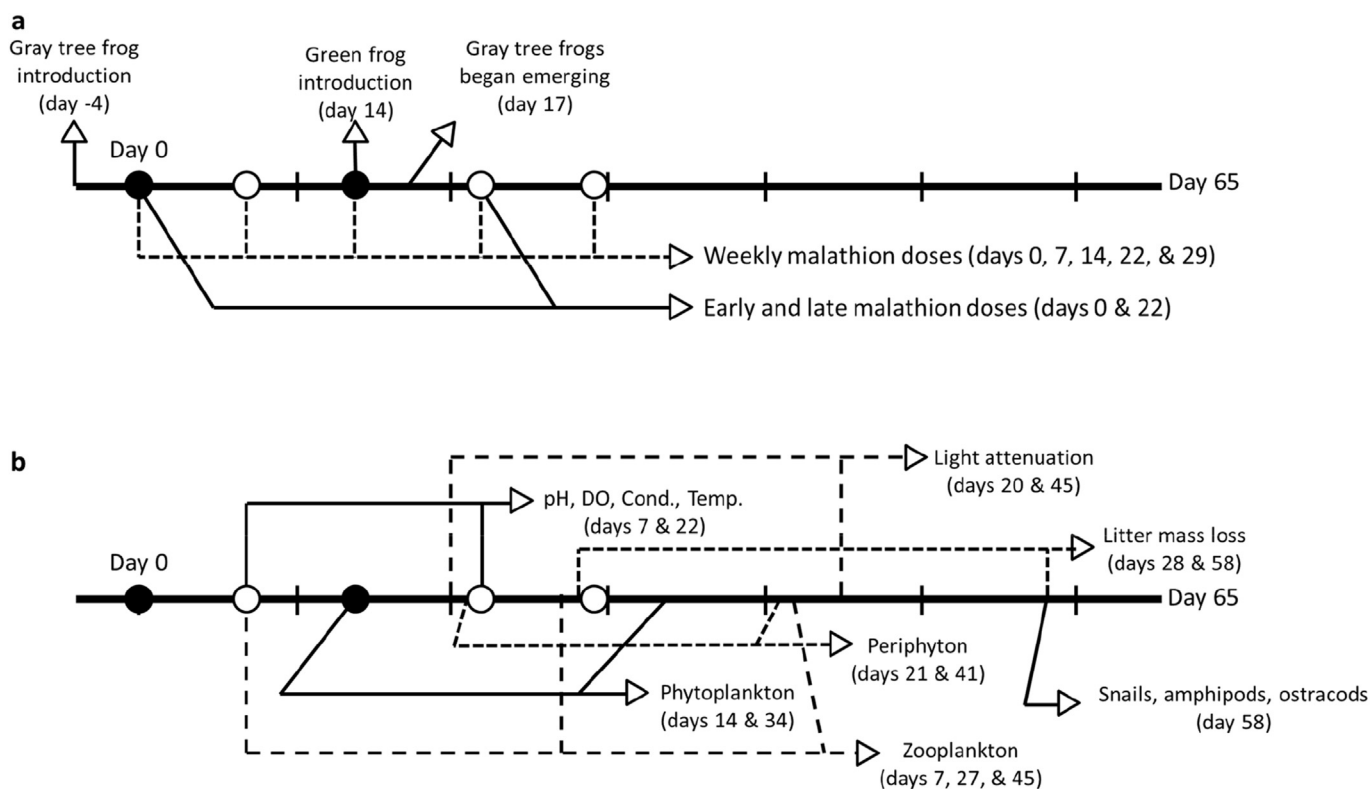 a
Gray tree frog
introduction
(day -4)
Green frog
introduction
(day 14)
Gray tree frogs
began emerging
(day 17)
Day 0
Day 65
Weekly malathion doses (days 0, 7, 14, 22, & 29)
Early and late malathion doses (days 0 & 22)
b
Light attenuation
(days 20 & 45)
pH, DO, Cond., Temp.
(days 7 & 22)
Litter mass loss
(days 28 & 58)
Day 0
Day 65
Periphyton
(days 21 & 41)
Phytoplankton
(days 14 & 34)
Snails, amphipods, ostracods
(day 58)
Zooplankton
(days 7, 27, & 45)